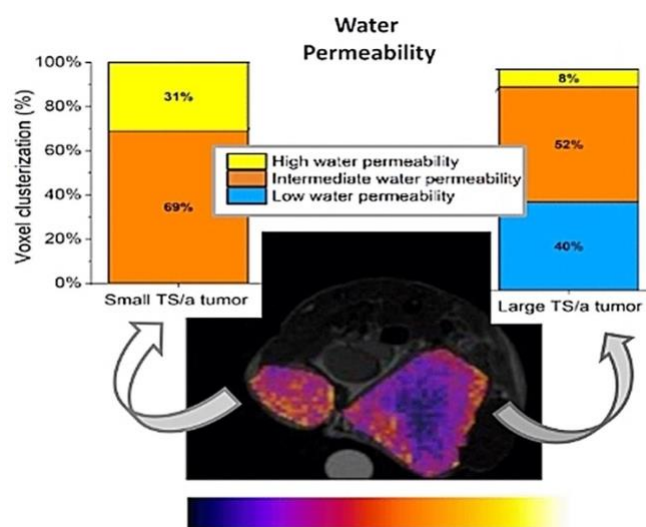 Water
Permeability
Voxel clusterization (%)
100%
80%
60%
40%
20%
0%
31%
69%
Small TS/a tumor
High water permeability
Intermediate water permeability
Low water permeability
8%
52%
40%
Large TS/a tumor